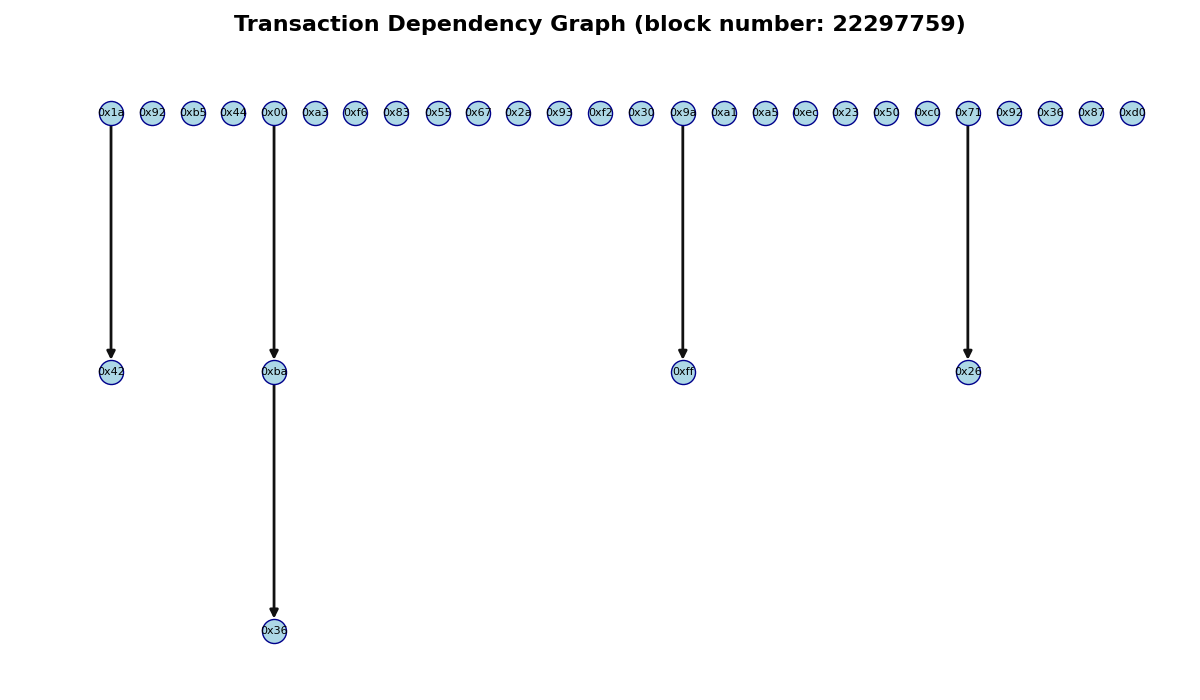 Transaction Dependency Graph (block number: 22297759)
0x1a 0x92 0xb5 0x44 0x00 0xa3 0xf6 0x83 0x55 0x67 0x2a 0x93 0xf2 0x30 0x9a 0xa1 0xa5 0xec 0x23 0x50 0xc0 0x71 0x92 0x36 0x87 0xd0
0x42 0xba 0xff 0x26
0x36